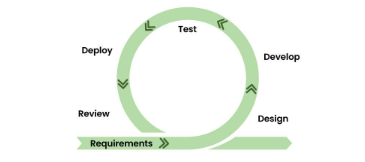 Test
Deploy
Develop
Review
Design
Requirements